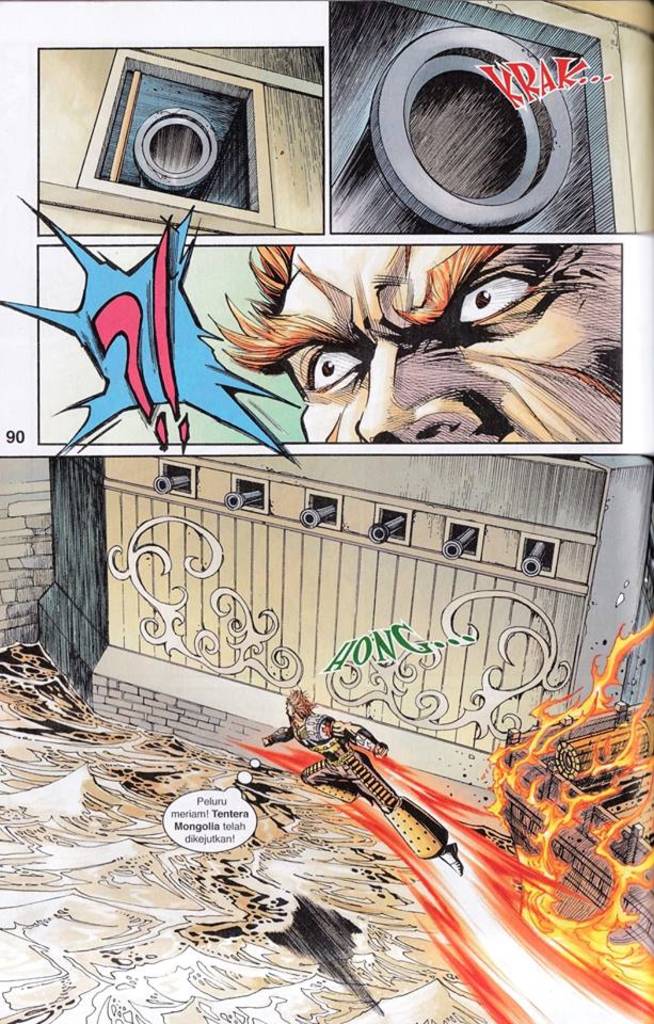 KRAK...
?!
90
HONG...
Peluru
meriam! Tentera
Mongolia telah
dikejutkan!